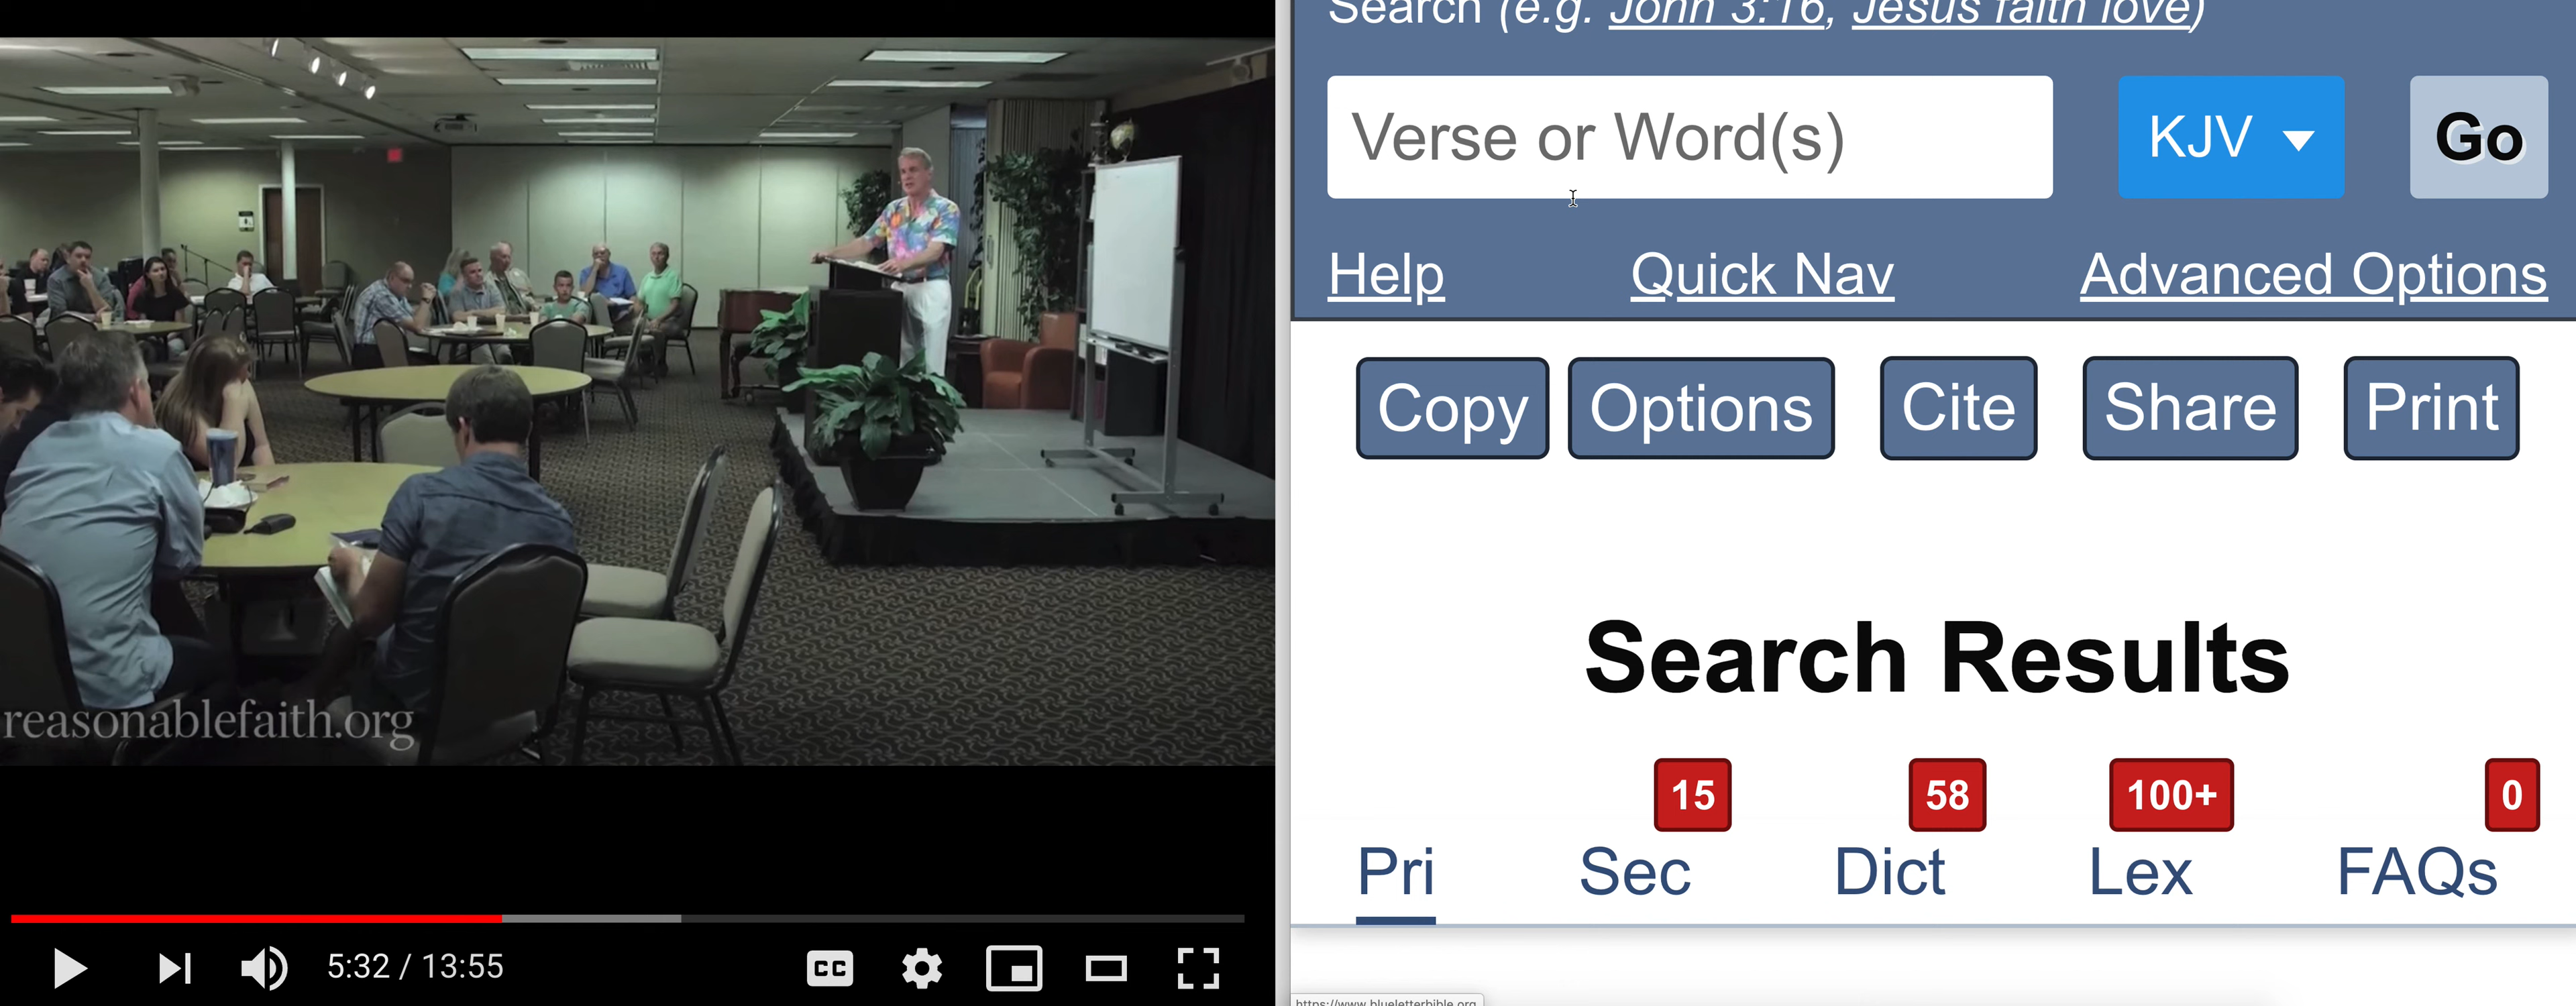 reasonablefaith.org
5:32 / 13:55
CC
Search (e.g. John 3:16, Jesus faith love)
Verse or Word(s)
KJV
Go
Help
Quick Nav
Advanced Options
Copy
Options
Cite
Share
Print
Search Results
15
58
100+
0
Pri
Sec
Dict
Lex
FAQs
https://www.blueletterbible.org